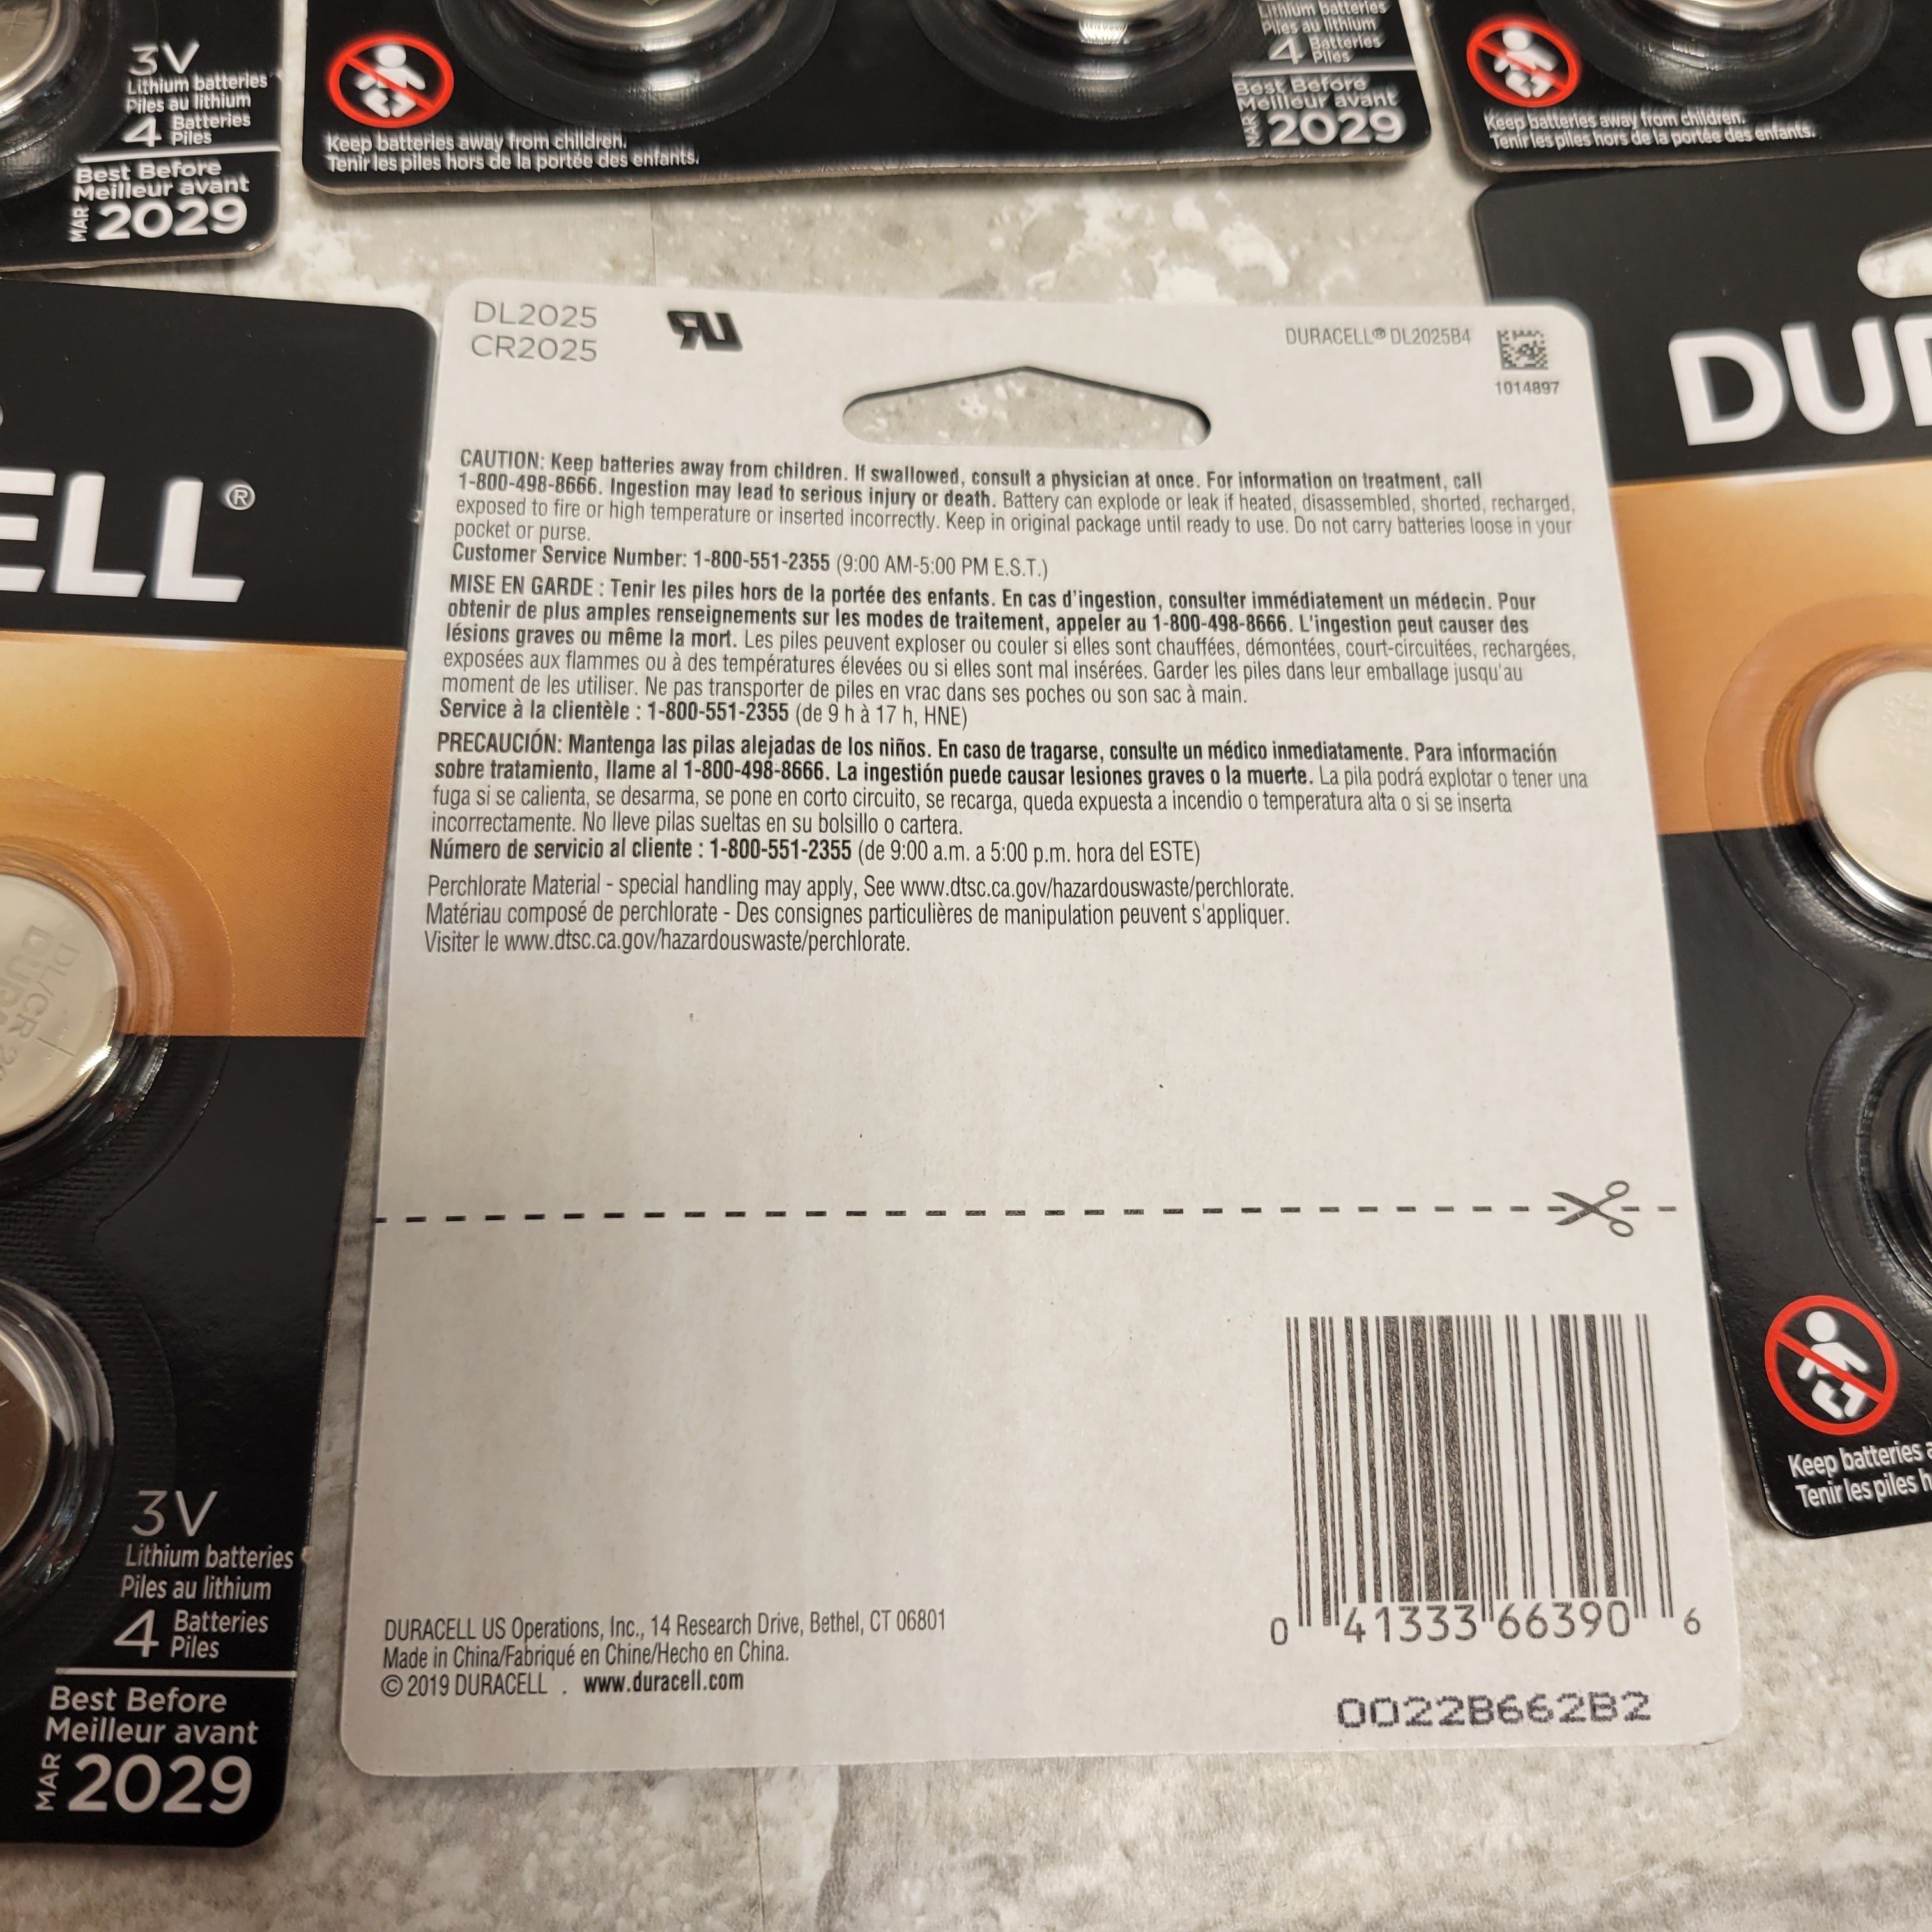 3V
Lithium batteries
Piles au lithium
4 Batteries
Piles
Best Before
Meilleur avant
MAR 2029
Keep batteries away from children.
Tenir les piles hors de la portée des enfants.
Lithium batteries
Piles au lithium
4 Batteries
Piles
Best Before
Meilleur avant
MAR 2029
Keep batteries away from children.
Tenir les piles hors de la portée des enfants.
DL2025
CR2025
DURACELL® DL2025B4
1014897
CAUTION: Keep batteries away from children. If swallowed, consult a physician at once. For information on treatment, call
1-800-498-8666. Ingestion may lead to serious injury or death. Battery can explode or leak if heated, disassembled, shorted, recharged,
exposed to fire or high temperature or inserted incorrectly. Keep in original package until ready to use. Do not carry batteries loose in your
pocket or purse.
Customer Service Number: 1-800-551-2355 (9:00 AM-5:00 PM E.S.T.)
MISE EN GARDE : Tenir les piles hors de la portée des enfants. En cas d'ingestion, consulter immédiatement un médecin. Pour
obtenir de plus amples renseignements sur les modes de traitement, appeler au 1-800-498-8666. L'ingestion peut causer des
lésions graves ou même la mort. Les piles peuvent exploser ou couler si elles sont chauffées, démontées, court-circuitées, rechargées,
exposées aux flammes ou à des températures élevées ou si elles sont mal insérées. Garder les piles dans leur emballage jusqu'au
moment de les utiliser. Ne pas transporter de piles en vrac dans ses poches ou son sac à main.
Service à la clientèle : 1-800-551-2355 (de 9 h à 17 h, HNE)
PRECAUCIÓN: Mantenga las pilas alejadas de los niños. En caso de tragarse, consulte un médico inmediatamente. Para información
sobre tratamiento, llame al 1-800-498-8666. La ingestión puede causar lesiones graves o la muerte. La pila podrá explotar o tener una
fuga si se calienta, se desarma, se pone en corto circuito, se recarga, queda expuesta a incendio o temperatura alta o si se inserta
incorrectamente. No lleve pilas sueltas en su bolsillo o cartera.
Número de servicio al cliente : 1-800-551-2355 (de 9:00 a.m. a 5:00 p.m. hora del ESTE)
Perchlorate Material - special handling may apply, See www.dtsc.ca.gov/hazardouswaste/perchlorate.
Matériau composé de perchlorate - Des consignes particulières de manipulation peuvent s'appliquer.
Visiter le www.dtsc.ca.gov/hazardouswaste/perchlorate.
DURACELL US Operations, Inc., 14 Research Drive, Bethel, CT 06801
Made in China/Fabriqué en Chine/Hecho en China.
© 2019 DURACELL . www.duracell.com
0 41333 66390 6
0022B662B2
ELL®
DL/CR
3V
Lithium batteries
Piles au lithium
4 Batteries
Piles
Best Before
Meilleur avant
MAR 2029
DU
Keep batteries
Tenir les piles